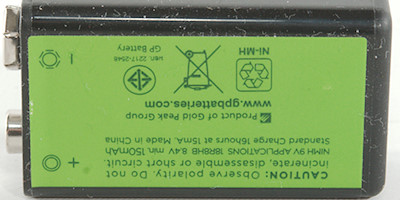 CAUTION: Observe polarity. Do not
incinerate, disassemble or short circuit.
NiMH 9V APPLICATIONS 18R8HB 8.4V min. 150mAh
Standard Charge 16hours at 15mA. Made in China
Product of Gold Peak Group
www.gpbatteries.com
Ni-MH
GP Battery
+
-